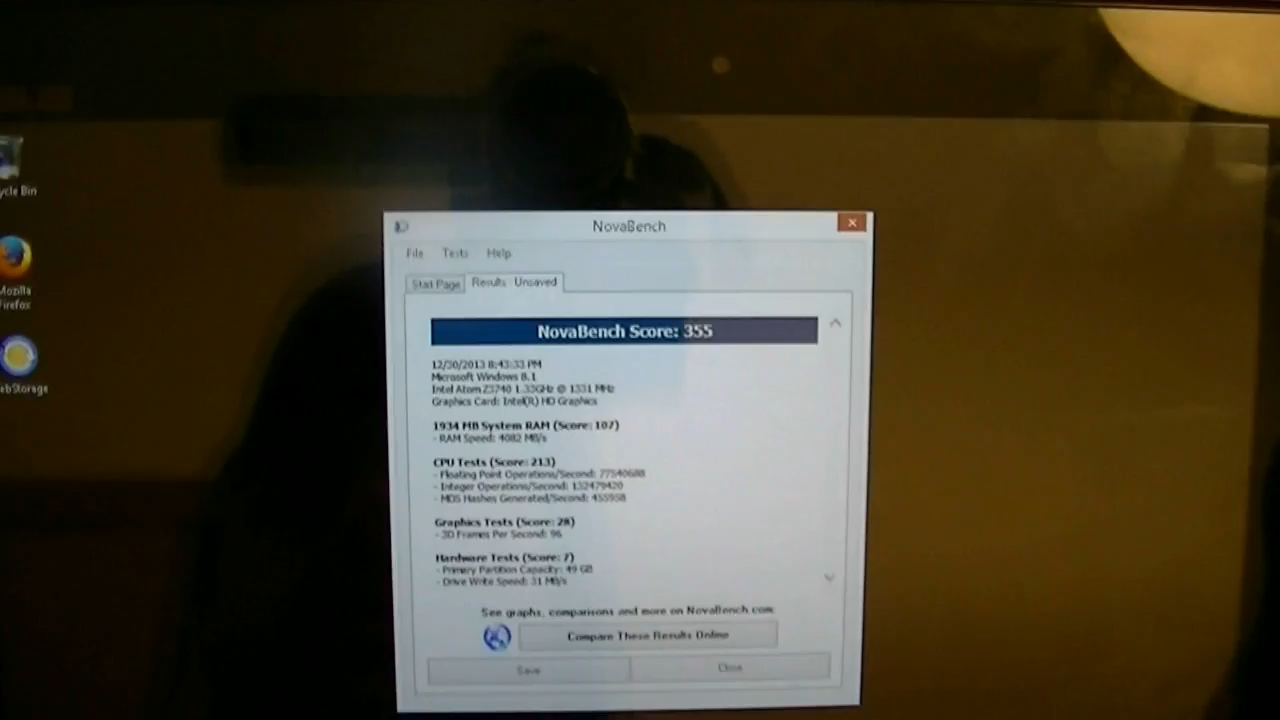 NovaBench
File Tests Help
Start Page Results Unsaved
NovaBench Score: 355
12/30/2013 8:43:33 PM
Microsoft Windows 8.1
Intel Atom Z3740 1.33GHz @ 1331 MHz
Graphics Card: Intel(R) HD Graphics
1934 MB System RAM (Score: 107)
- RAM Speed: 4082 MB/s
CPU Tests (Score: 213)
- Floating Point Operations/Second: 77540688
- Integer Operations/Second: 132479420
- MD5 Hashes Generated/Second: 455958
Graphics Tests (Score: 28)
- 3D Frames Per Second: 96
Hardware Tests (Score: 7)
- Primary Partition Capacity: 49 GB
- Drive Write Speed: 31 MB/s
See graphs, comparisons and more on NovaBench.com
Compare These Results Online
Save Close
ycle Bin
Mozilla
Firefox
ebStorage